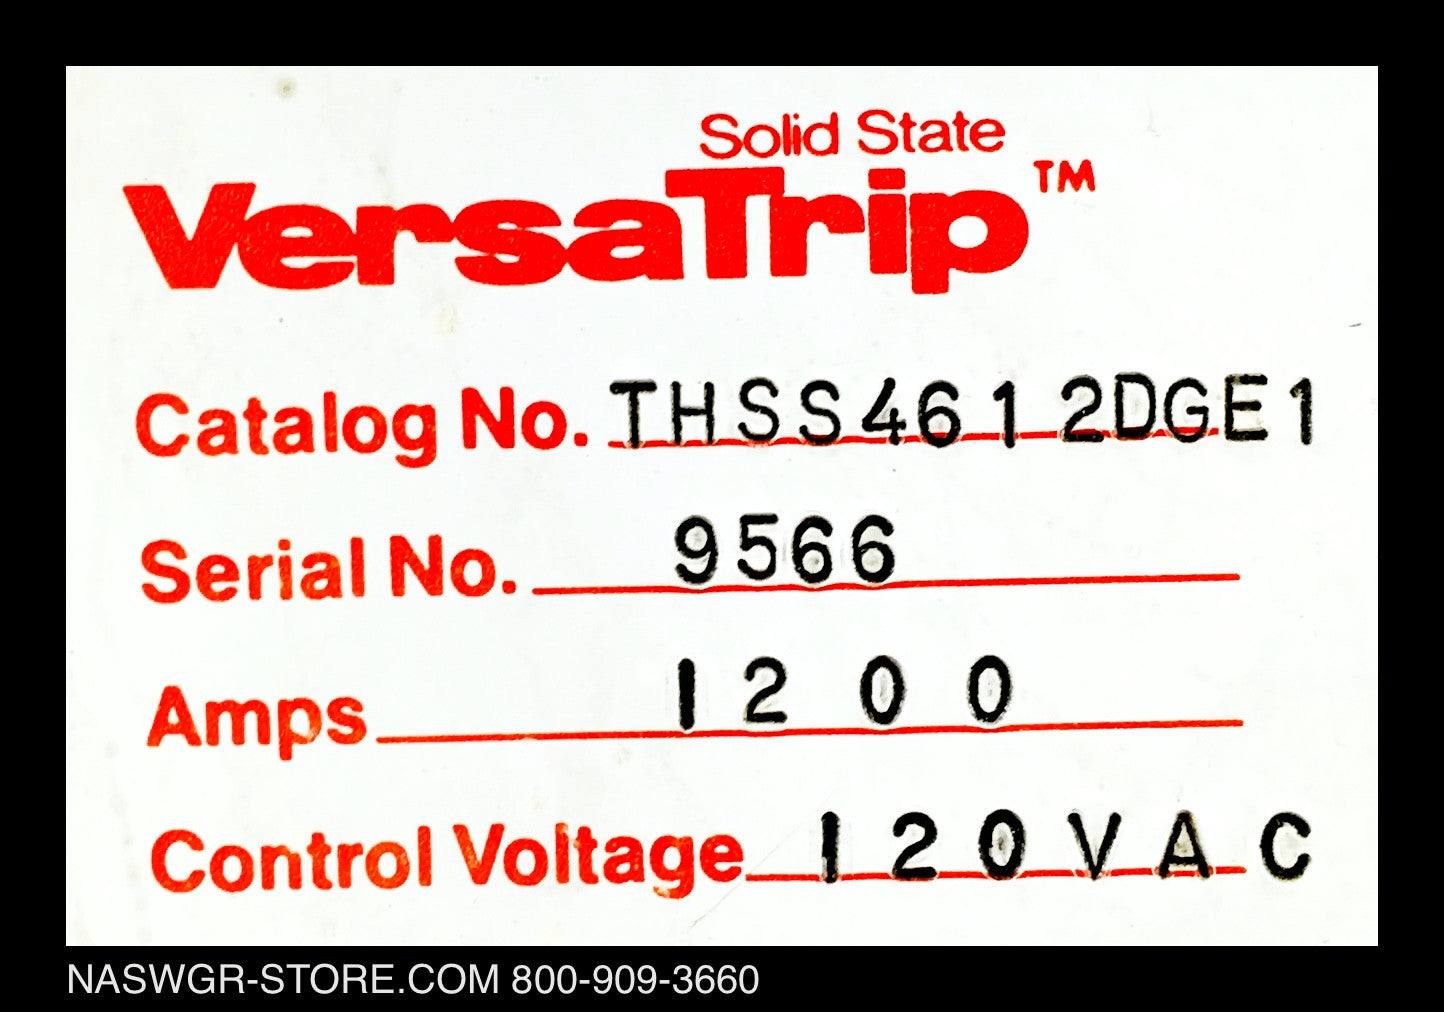 Solid State
VersaTrip™
Catalog No. THSS4612DGE1
Serial No. 9566
Amps 1200
Control Voltage 120VAC
NASWGR-STORE.COM 800-909-3660